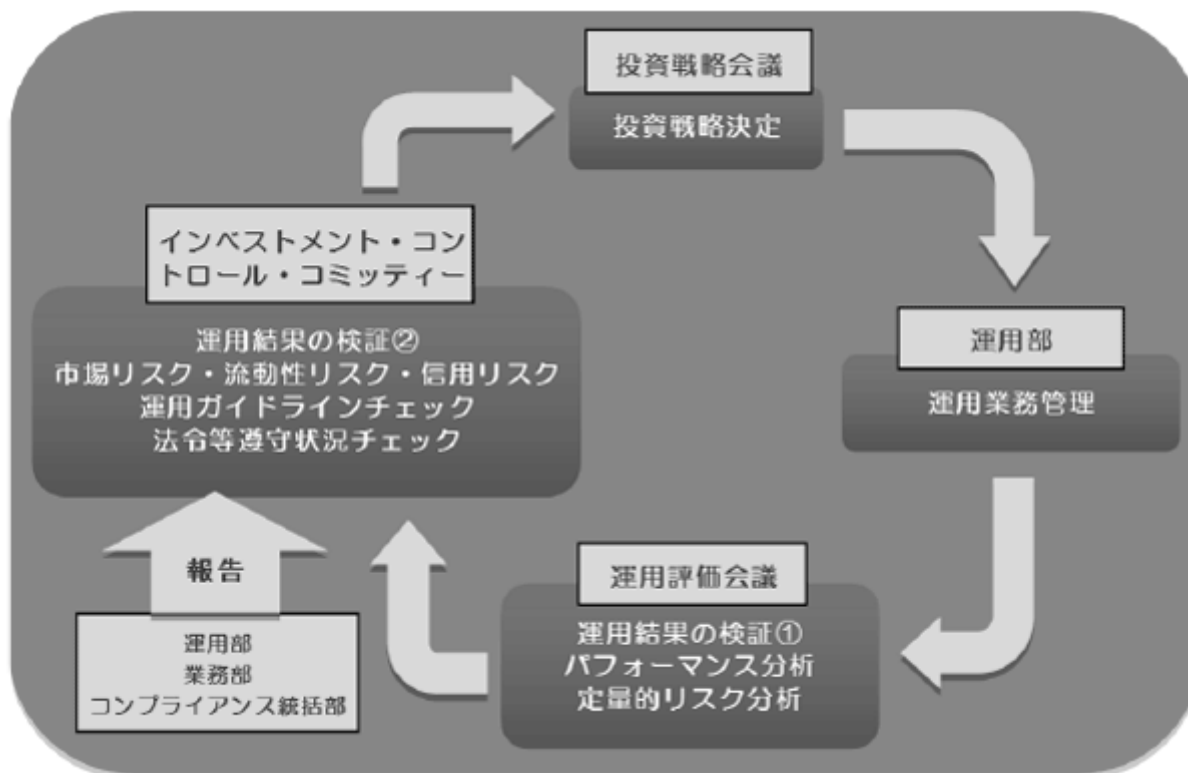 投資戦略会議
投資戦略決定
インベストメント・コン
トロール・コミッティー
運用結果の検証②
市場リスク・流動性リスク・信用リスク
運用ガイドラインチェック
法令等遵守状況チェック
運用部
運用業務管理
報告
運用部
業務部
コンプライアンス統括部
運用評価会議
運用結果の検証①
パフォーマンス分析
定量的リスク分析